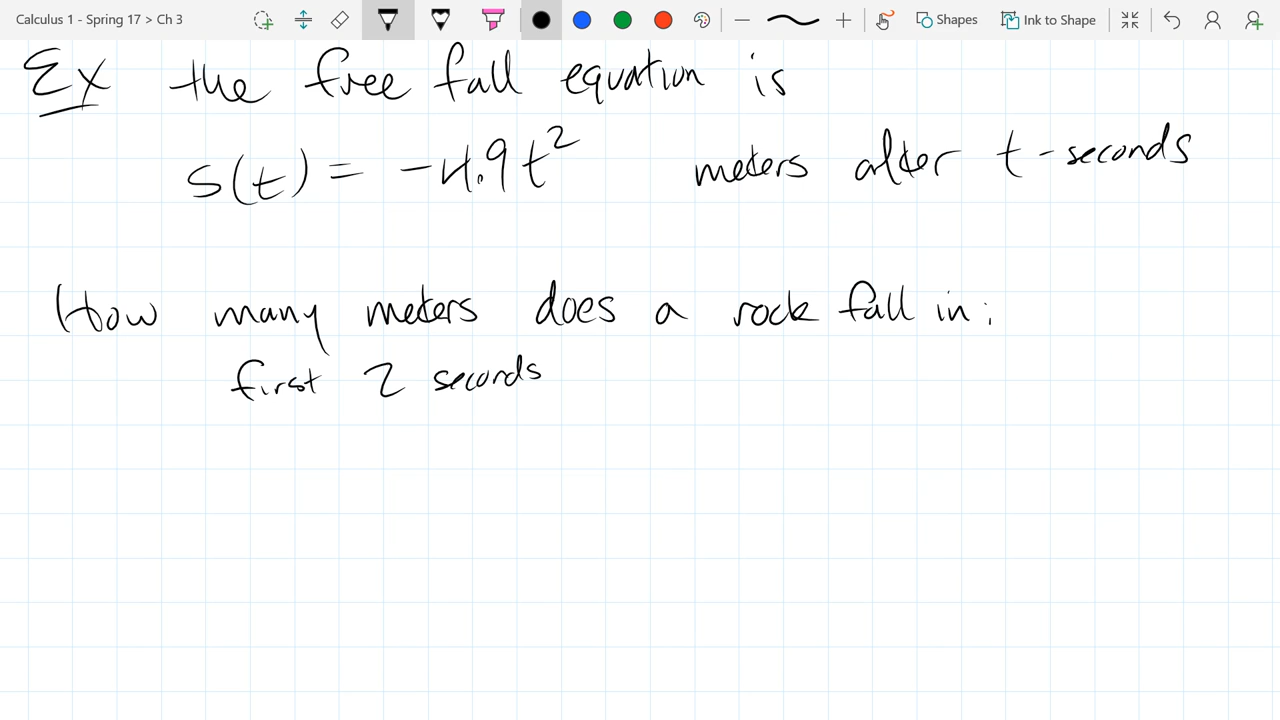 Calculus 1 - Spring 17 > Ch 3 Shapes Ink to Shape
Ex the free fall equation is
s(t) = -4.9t² meters after t-seconds
How many meters does a rock fall in:
first 2 seconds